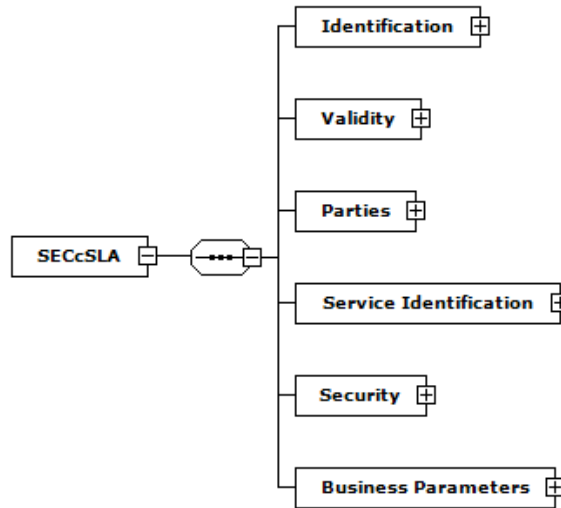 Identification
Validity
Parties
SECcSLA
Service Identification
Security
Business Parameters